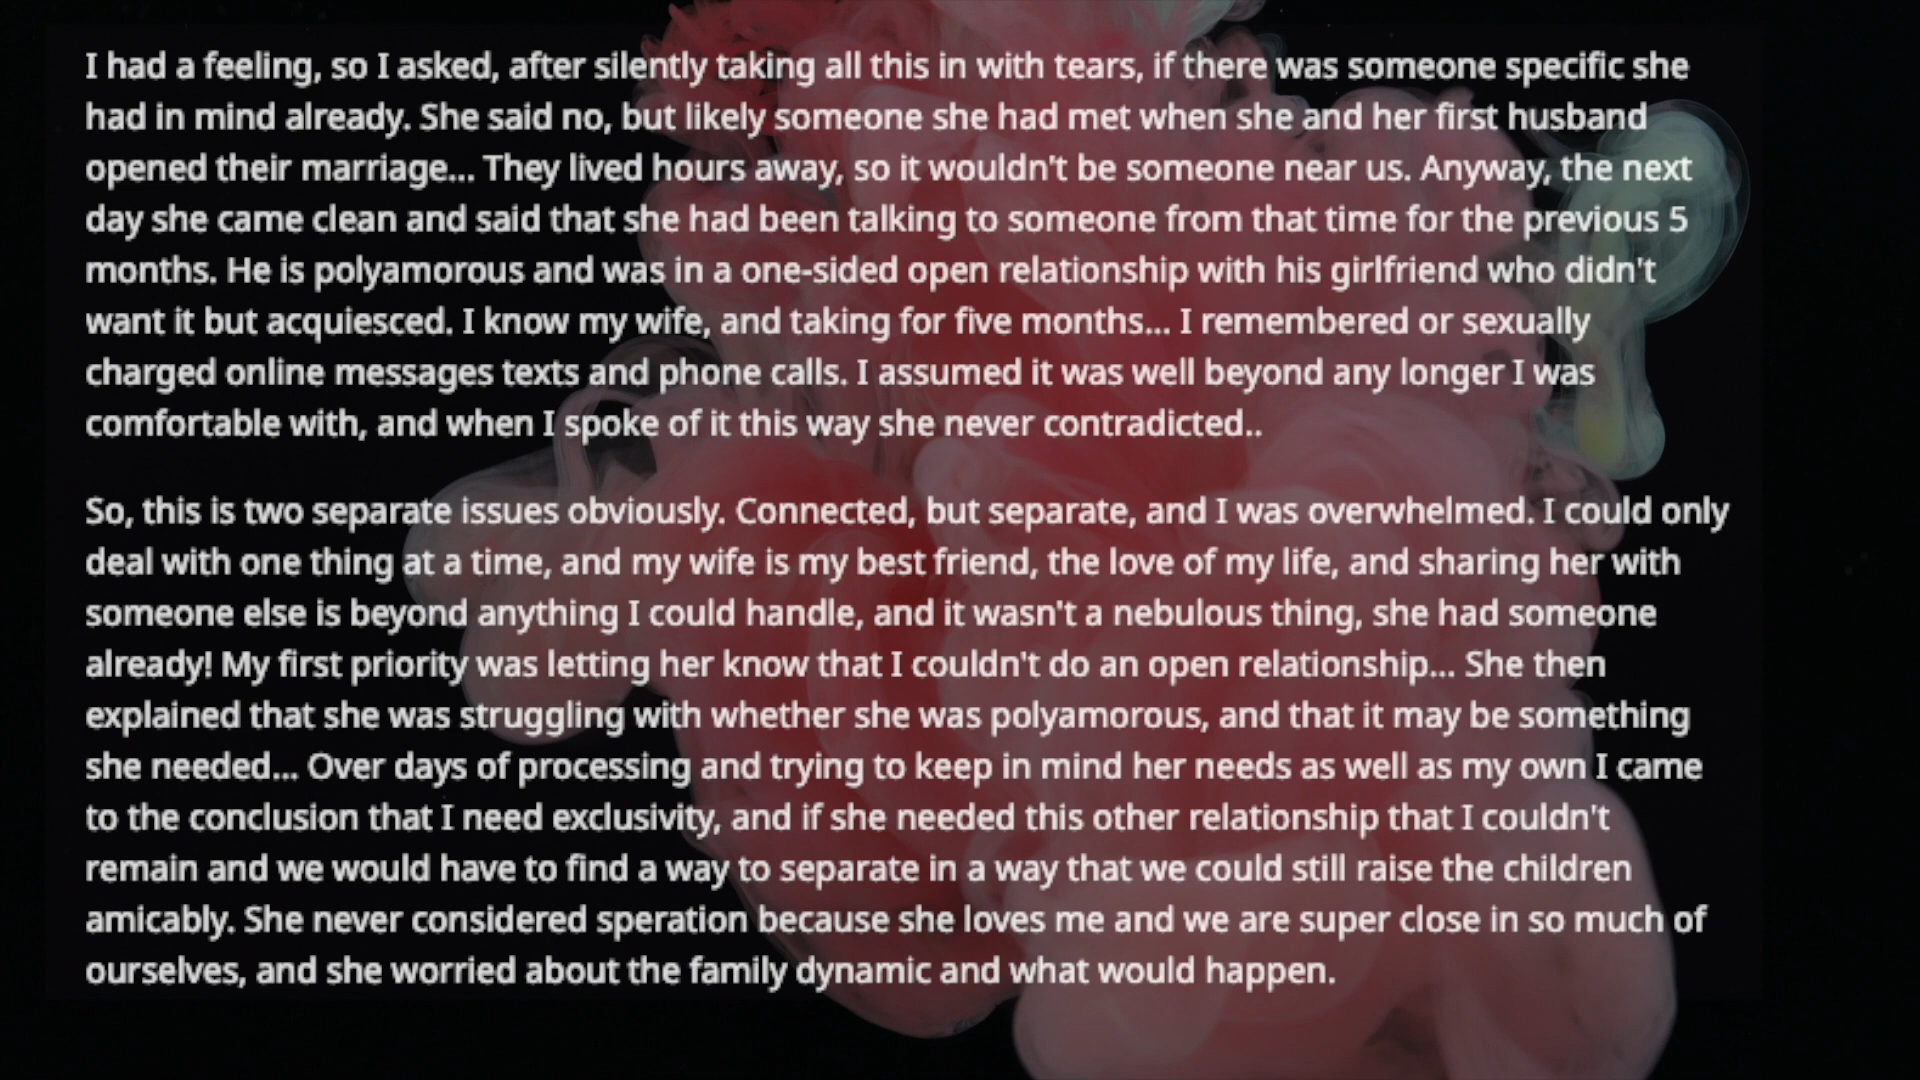 I had a feeling, so I asked, after silently taking all this in with tears, if there was someone specific she
had in mind already. She said no, but likely someone she had met when she and her first husband
opened their marriage... They lived hours away, so it wouldn't be someone near us. Anyway, the next
day she came clean and said that she had been talking to someone from that time for the previous 5
months. He is polyamorous and was in a one-sided open relationship with his girlfriend who didn't
want it but acquiesced. I know my wife, and taking for five months... I remembered or sexually
charged online messages texts and phone calls. I assumed it was well beyond any longer I was
comfortable with, and when I spoke of it this way she never contradicted..
So, this is two separate issues obviously. Connected, but separate, and I was overwhelmed. I could only
deal with one thing at a time, and my wife is my best friend, the love of my life, and sharing her with
someone else is beyond anything I could handle, and it wasn't a nebulous thing, she had someone
already! My first priority was letting her know that I couldn't do an open relationship... She then
explained that she was struggling with whether she was polyamorous, and that it may be something
she needed... Over days of processing and trying to keep in mind her needs as well as my own I came
to the conclusion that I need exclusivity, and if she needed this other relationship that I couldn't
remain and we would have to find a way to separate in a way that we could still raise the children
amicably. She never considered speration because she loves me and we are super close in so much of
ourselves, and she worried about the family dynamic and what would happen.